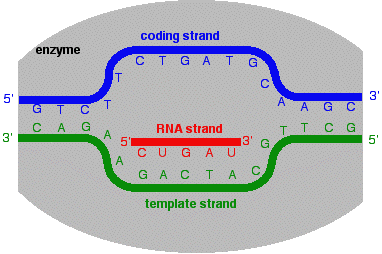 coding strand
enzyme
C T G A T G
T C
5' G T C T A A G C 3'
3' C A G A T T C G 5'
RNA strand
5' 3'
C U G A U
A G
G A C T A C
template strand